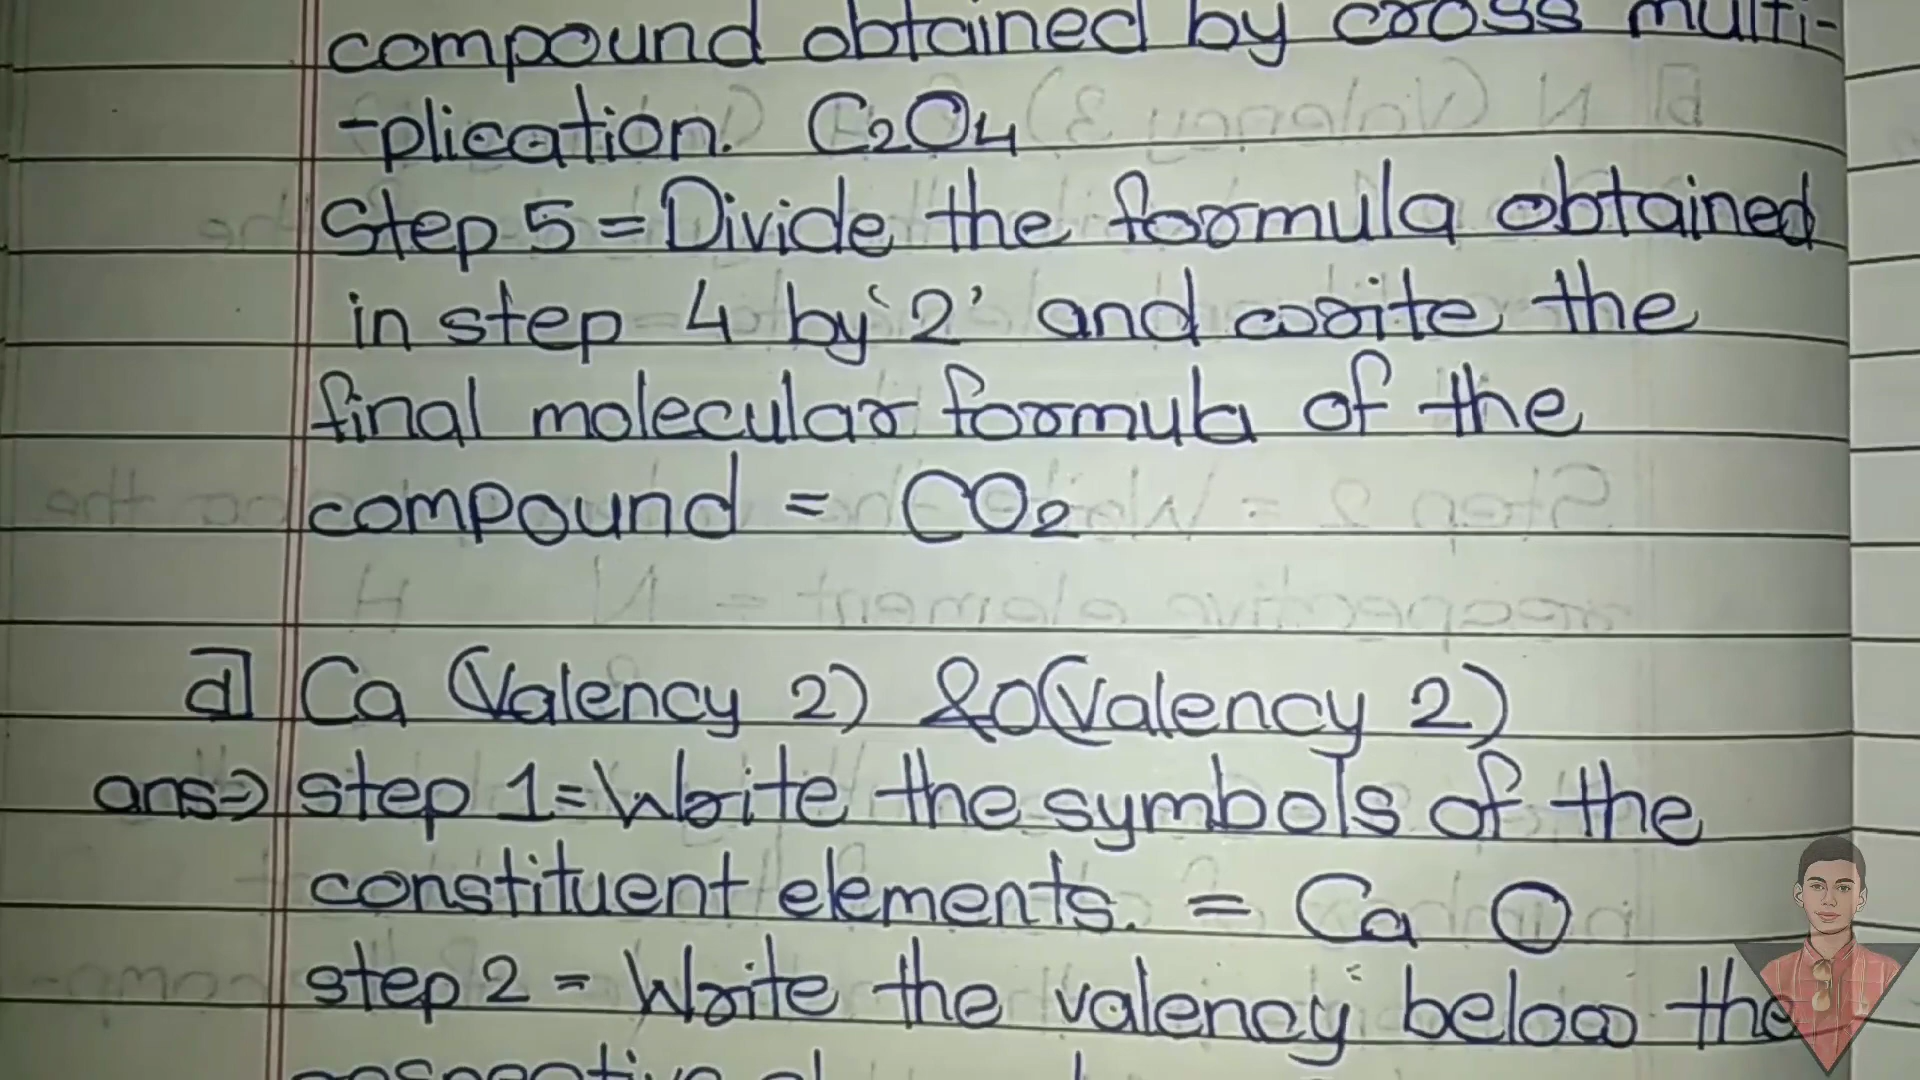 compound obtained by cross multi-
-plication. C2O4
Step 5 = Divide the formula obtained
in step 4 by '2' and write the
final molecular formula of the
compound = CO2
d] Ca (Valency 2) & O (Valency 2)
ans⇒ step 1 = Write the symbols of the
constituent elements. = Ca O
step 2 = Write the valency below the